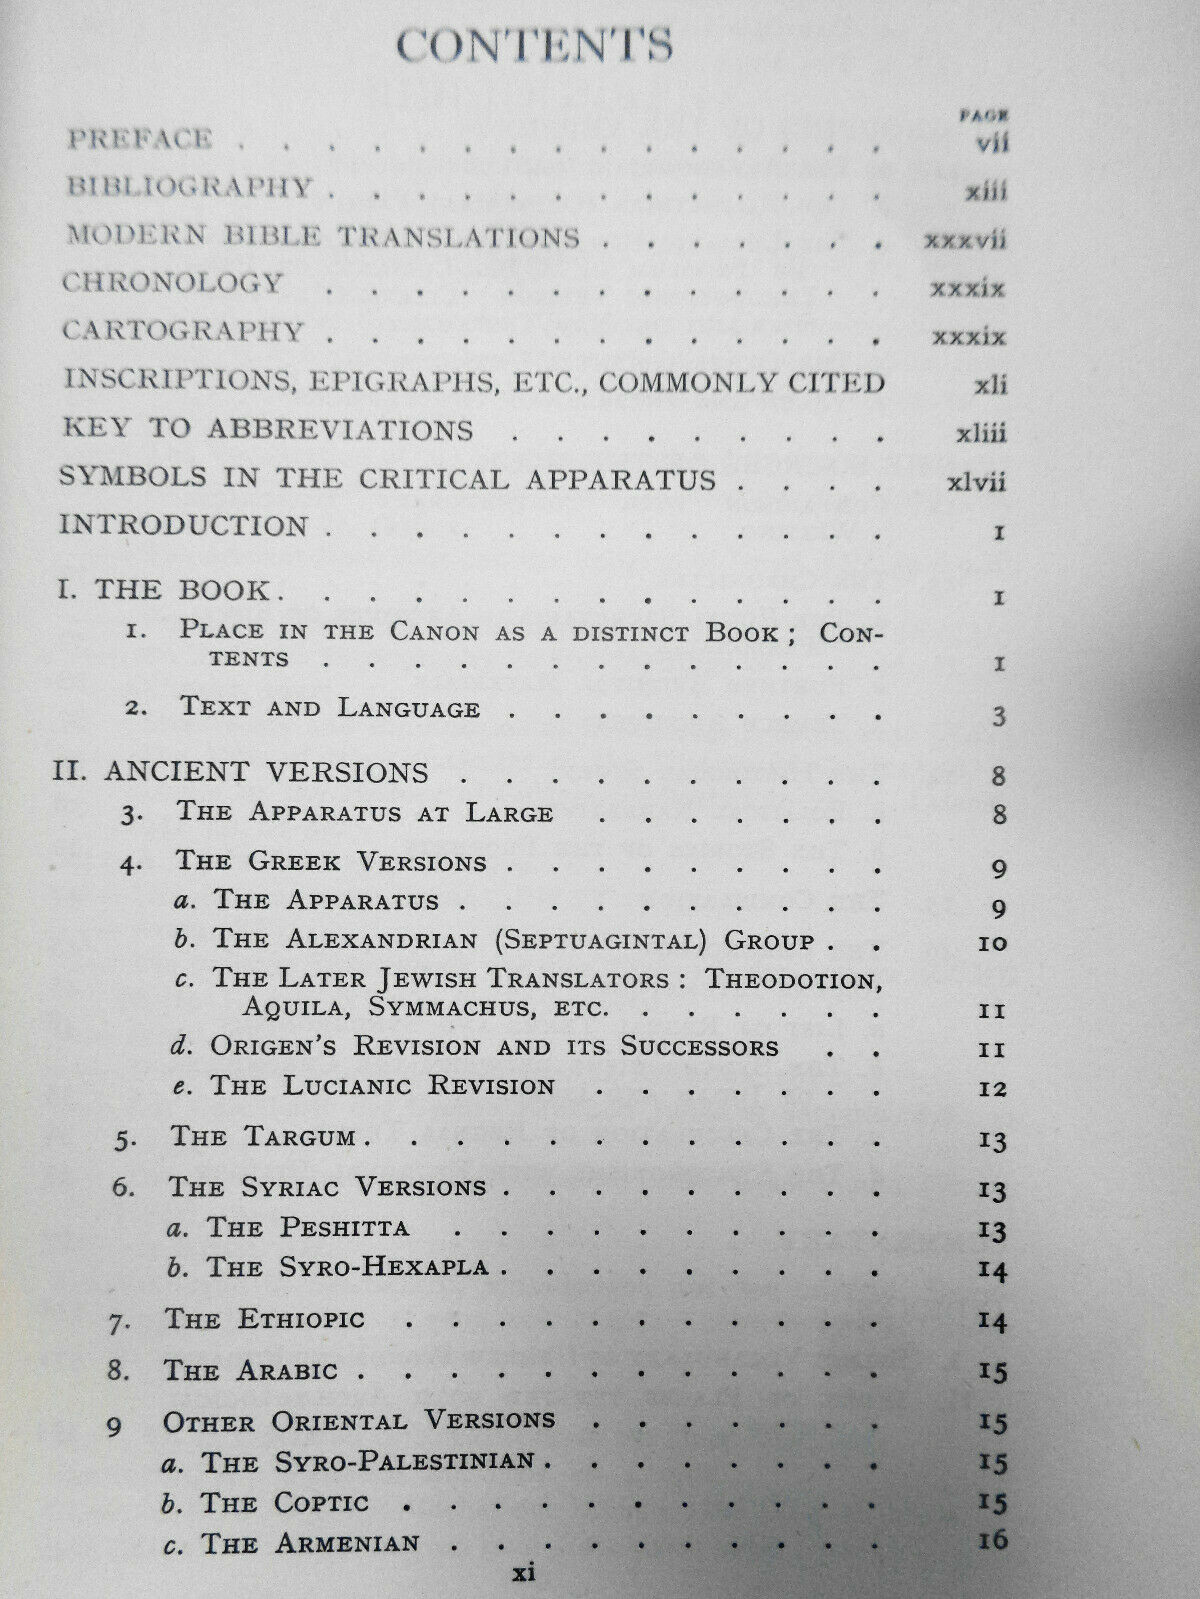 CONTENTS
PAGE
PREFACE . . . . . . . . . . . . . . . vii
BIBLIOGRAPHY . . . . . . . . . . . . . xiii
MODERN BIBLE TRANSLATIONS . . . . . . . xxxvii
CHRONOLOGY . . . . . . . . . . . . . xxxix
CARTOGRAPHY . . . . . . . . . . . . . xxxix
INSCRIPTIONS, EPIGRAPHS, ETC., COMMONLY CITED xli
KEY TO ABBREVIATIONS . . . . . . . . . xliii
SYMBOLS IN THE CRITICAL APPARATUS . . . . xlvii
INTRODUCTION . . . . . . . . . . . . . 1
I. THE BOOK . . . . . . . . . . . . . . 1
1. PLACE IN THE CANON AS A DISTINCT BOOK; CON-
TENTS . . . . . . . . . . . . . 1
2. TEXT AND LANGUAGE . . . . . . . . . 3
II. ANCIENT VERSIONS . . . . . . . . . . 8
3. THE APPARATUS AT LARGE . . . . . . . 8
4. THE GREEK VERSIONS . . . . . . . . . 9
a. THE APPARATUS . . . . . . . . . . 9
b. THE ALEXANDRIAN (SEPTUAGINTAL) GROUP . . 10
c. THE LATER JEWISH TRANSLATORS: THEODOTION,
AQUILA, SYMMACHUS, ETC. . . . . . . 11
d. ORIGEN'S REVISION AND ITS SUCCESSORS . . 11
e. THE LUCIANIC REVISION . . . . . . . 12
5. THE TARGUM . . . . . . . . . . . . 13
6. THE SYRIAC VERSIONS . . . . . . . . . 13
a. THE PESHITTA . . . . . . . . . . 13
b. THE SYRO-HEXAPLA . . . . . . . . . 14
7. THE ETHIOPIC . . . . . . . . . . . 14
8. THE ARABIC . . . . . . . . . . . . 15
9 OTHER ORIENTAL VERSIONS . . . . . . . 15
a. THE SYRO-PALESTINIAN . . . . . . . . 15
b. THE COPTIC . . . . . . . . . . . 15
c. THE ARMENIAN . . . . . . . . . . 16
xi